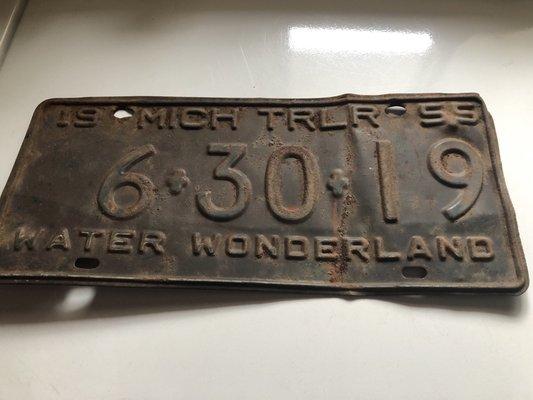 19 MICH TRLR 55
6·30·19
WATER WONDERLAND